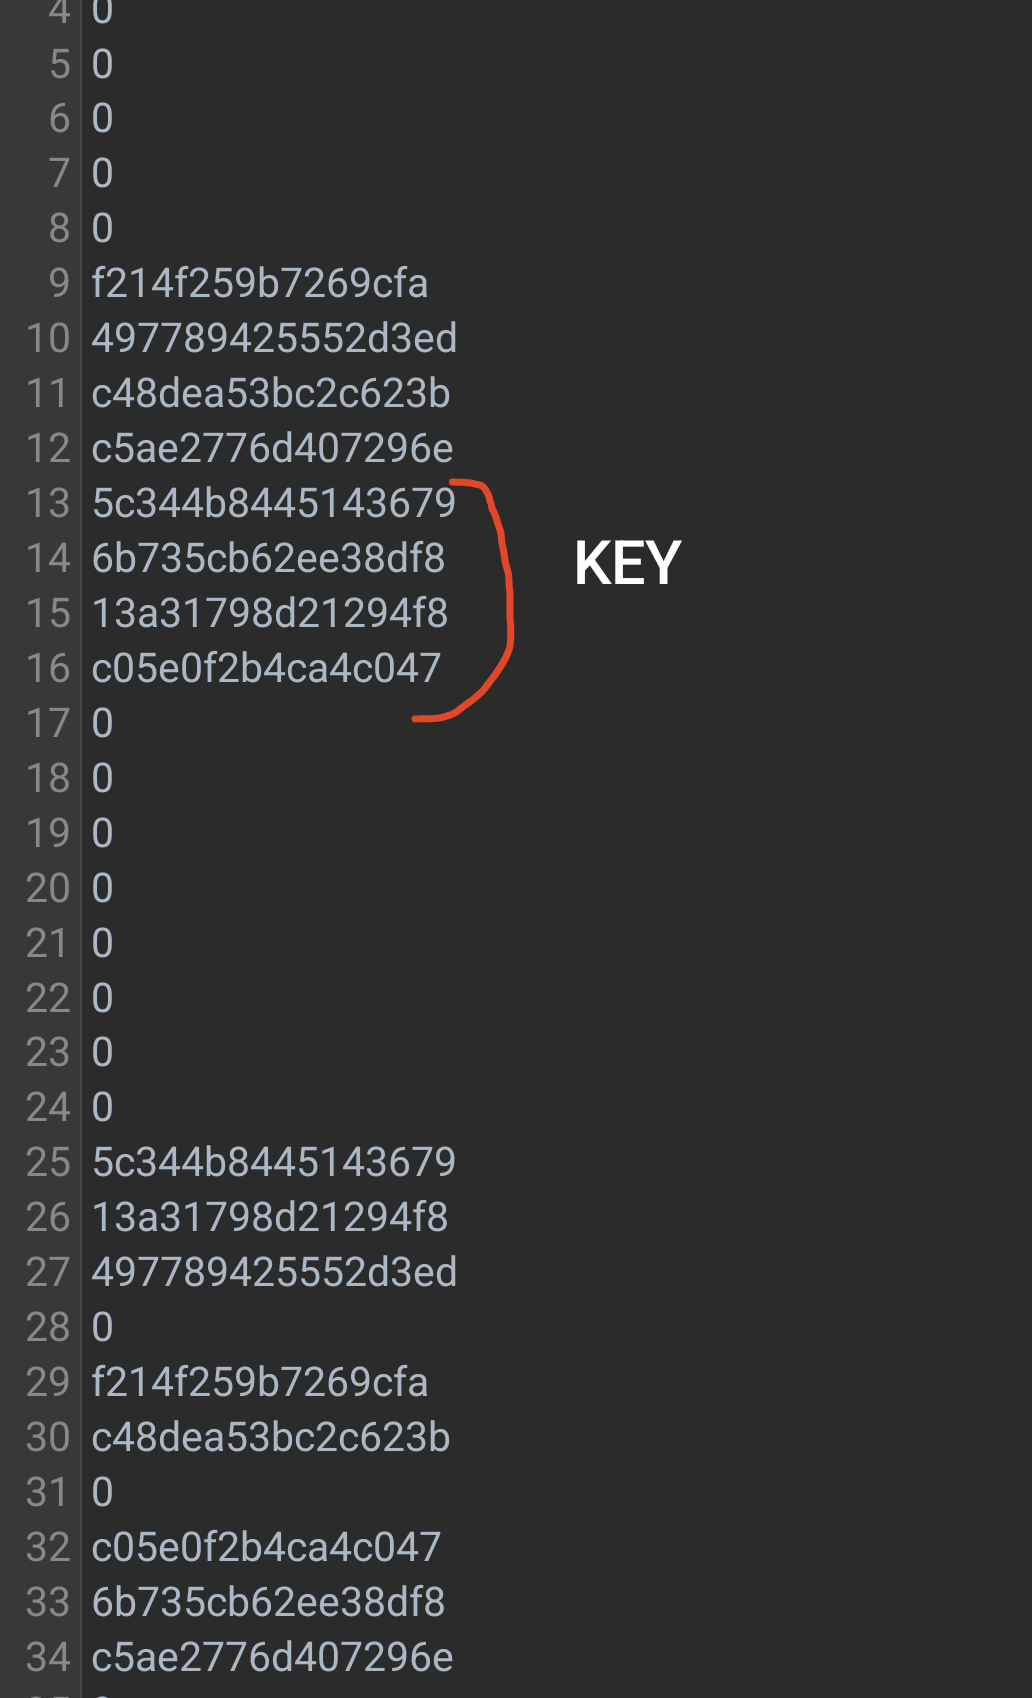 4 0
5 0
6 0
7 0
8 0
9 f214f259b7269cfa
10 497789425552d3ed
11 c48dea53bc2c623b
12 c5ae2776d407296e
13 5c344b8445143679
14 6b735cb62ee38df8 KEY
15 13a31798d21294f8
16 c05e0f2b4ca4c047
17 0
18 0
19 0
20 0
21 0
22 0
23 0
24 0
25 5c344b8445143679
26 13a31798d21294f8
27 497789425552d3ed
28 0
29 f214f259b7269cfa
30 c48dea53bc2c623b
31 0
32 c05e0f2b4ca4c047
33 6b735cb62ee38df8
34 c5ae2776d407296e